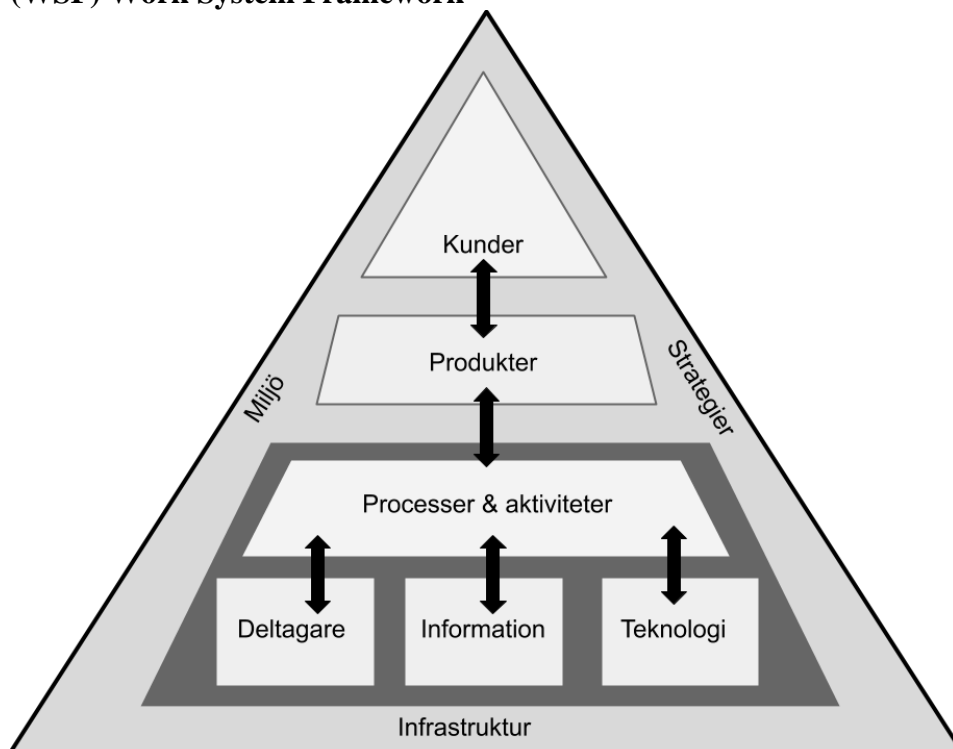 (WSF) Work System Framework
Kunder
Produkter
Miljö
Strategier
Processer & aktiviteter
Deltagare
Information
Teknologi
Infrastruktur